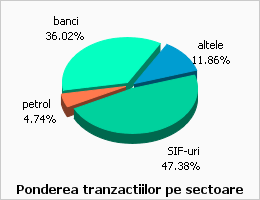 banci
36.02%
altele
11.86%
petrol
4.74%
SIF-uri
47.38%
Ponderea tranzactiilor pe sectoare